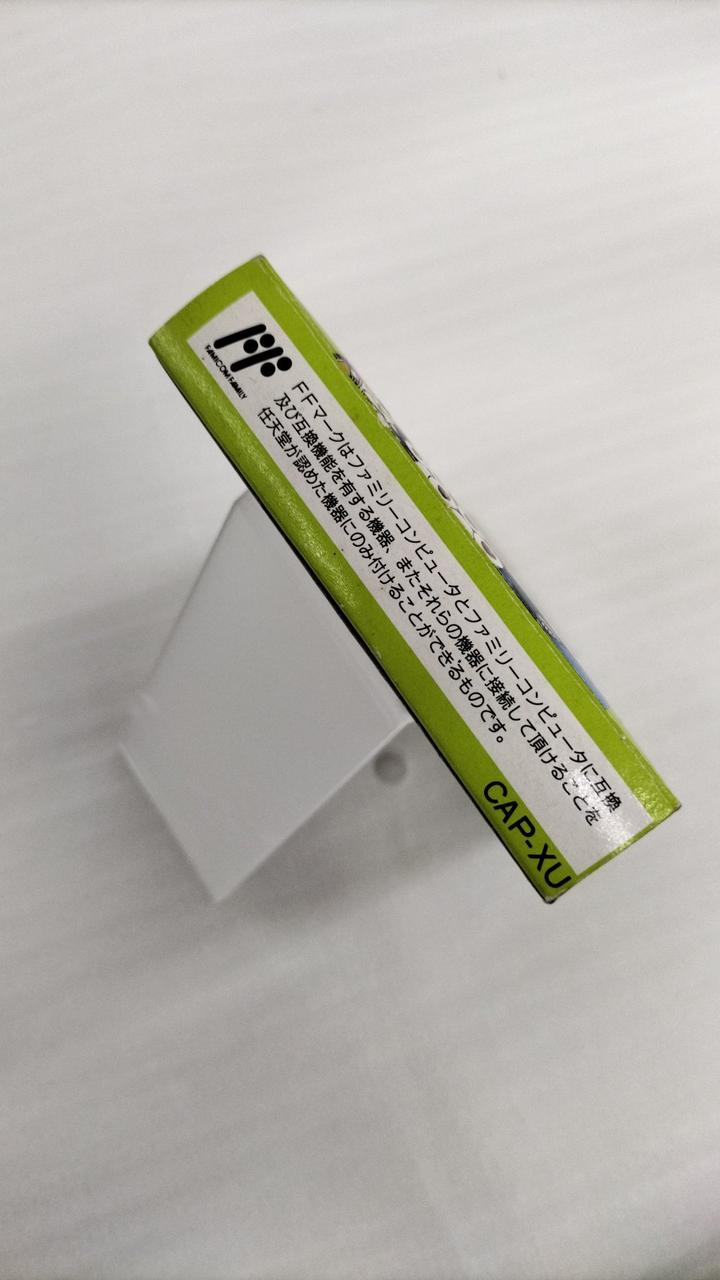 FAMICOM FAMILY
FFマークはファミリーコンピュータとファミリーコンピュータに互換
及び互換機能を有する機器、またそれらの機器に接続して頂けることを
任天堂が認めた機器にのみ付けることができるものです。
CAP-XU